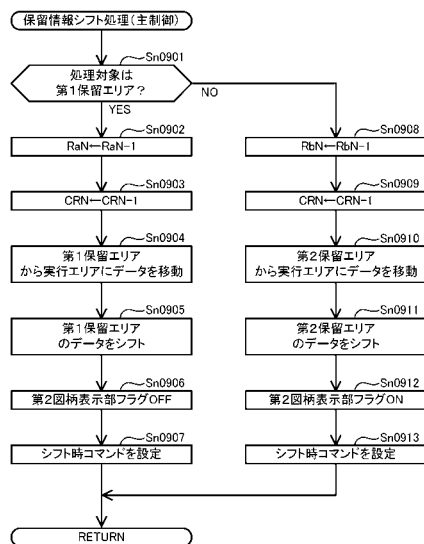 保留情報シフト処理(主制御)
Sn0901
処理対象は
第1保留エリア?
YES
NO
Sn0902
RaN←RaN-1
Sn0903
CRN←CRN-1
Sn0904
第1保留エリア
から実行エリアにデータを移動
Sn0905
第1保留エリア
のデータをシフト
Sn0906
第2図柄表示部フラグOFF
Sn0907
シフト時コマンドを設定
Sn0908
RbN←RbN-1
Sn0909
CRN←CRN-1
Sn0910
第2保留エリア
から実行エリアにデータを移動
Sn0911
第2保留エリア
のデータをシフト
Sn0912
第2図柄表示部フラグON
Sn0913
シフト時コマンドを設定
RETURN